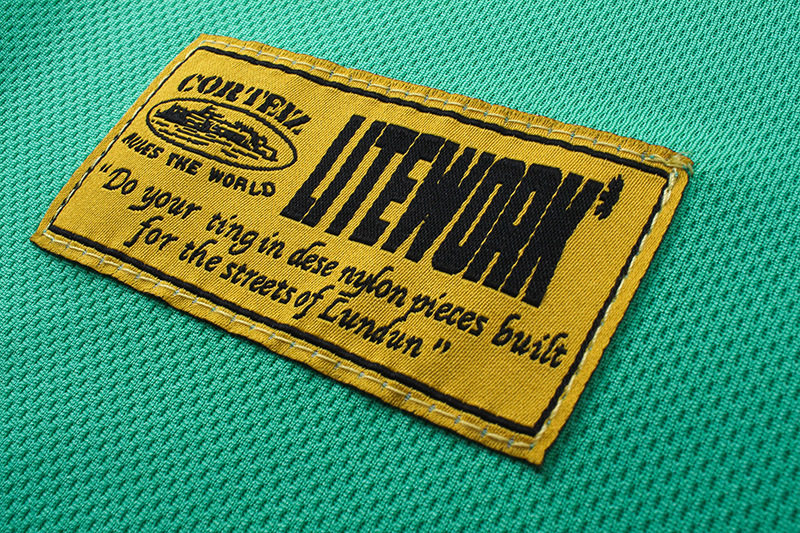 CORTEIZ
RULES THE WORLD
LITEWORK*
"Do your ting in dese nylon pieces built
for the streets of Lundun"